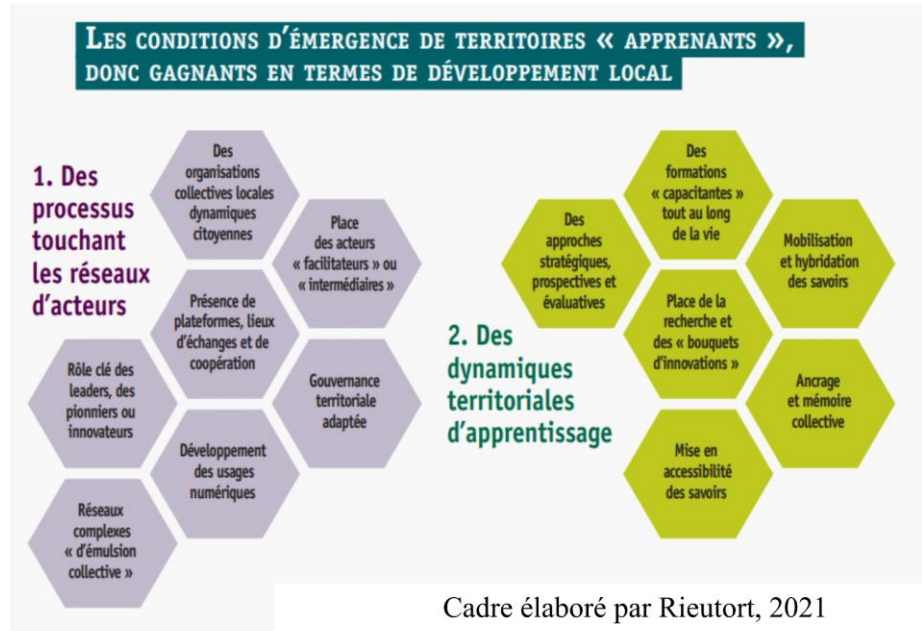 LES CONDITIONS D'ÉMERGENCE DE TERRITOIRES « APPRENANTS »,
DONC GAGNANTS EN TERMES DE DÉVELOPPEMENT LOCAL
1. Des
processus
touchant
les réseaux
d'acteurs
Des
organisations
collectives locales
dynamiques
citoyennes
Place
des acteurs
« facilitateurs » ou
« intermédiaires »
Présence de
plateformes, lieux
d'échanges et de
coopération
Rôle clé des
leaders, des
pionniers ou
innovateurs
Gouvernance
territoriale
adaptée
Développement
des usages
numériques
Réseaux
complexes
« d'émulsion
collective »
2. Des
dynamiques
territoriales
d'apprentissage
Des
formations
« capacitantes »
tout au long
de la vie
Des
approches
stratégiques,
prospectives et
évaluatives
Mobilisation
et hybridation
des savoirs
Place de la
recherche et
des « bouquets
d'innovations »
Ancrage
et mémoire
collective
Mise en
accessibilité
des savoirs
Cadre élaboré par Rieutort, 2021